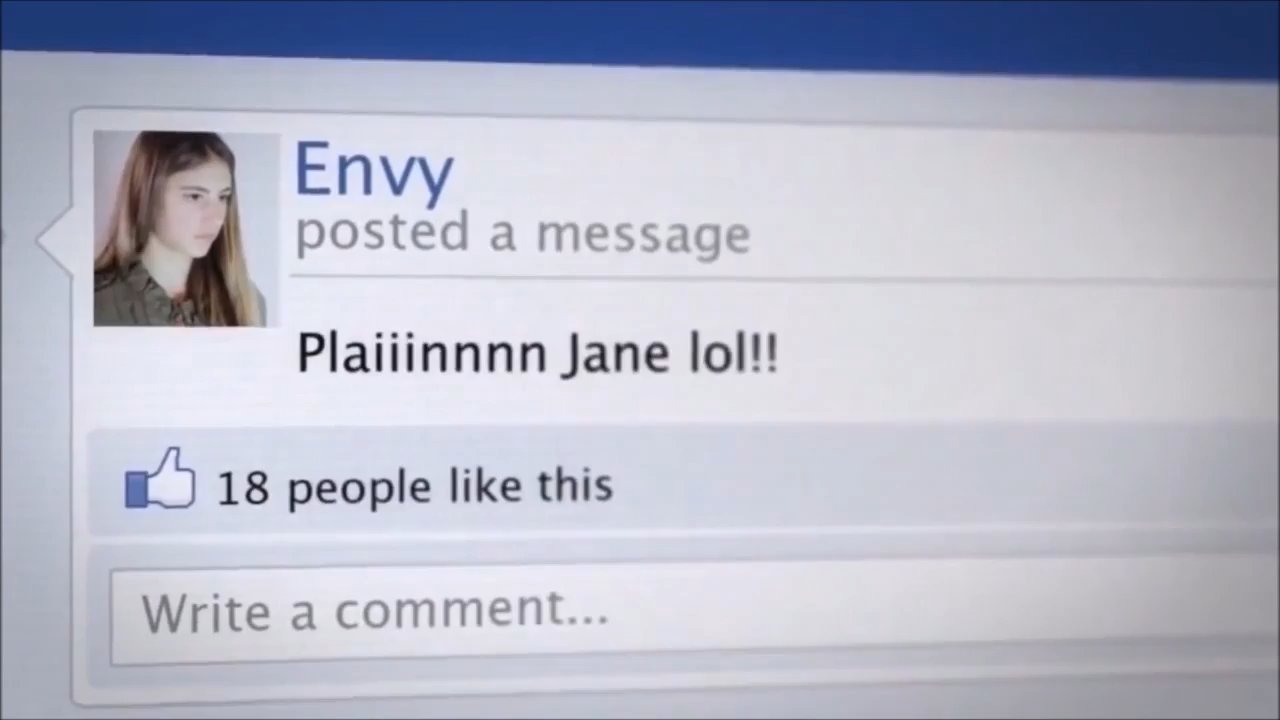 Envy
posted a message
Plaiiinnnn Jane lol!!
18 people like this
Write a comment...